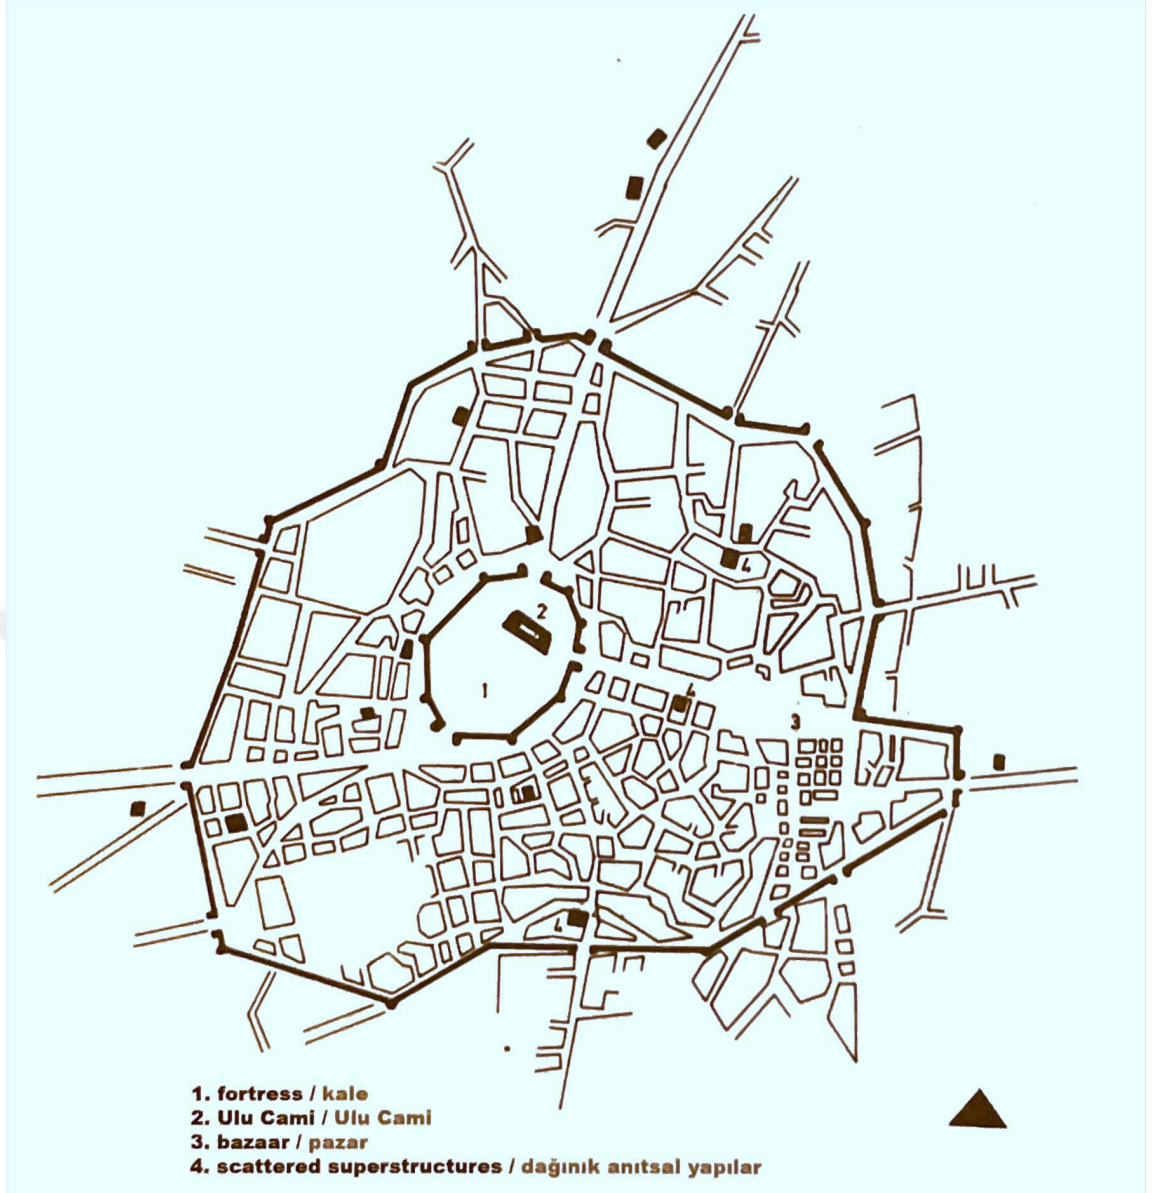 4
2
4
1
3
4
1. fortress / kale
2. Ulu Cami / Ulu Cami
3. bazaar / pazar
4. scattered superstructures / dağınık anıtsal yapılar